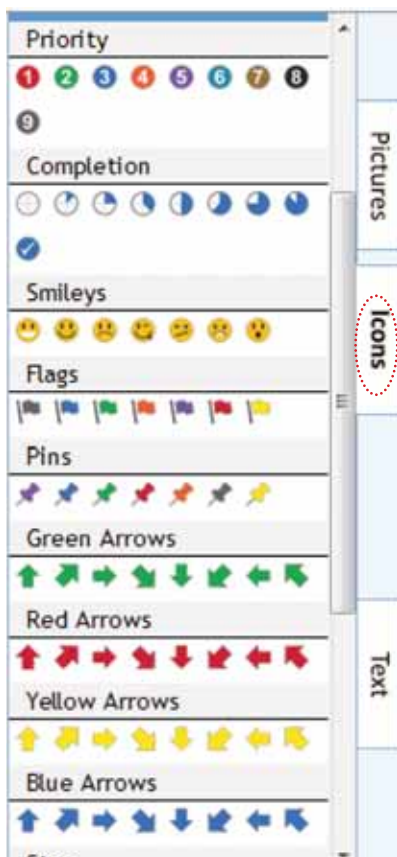 Priority
1 2 3 4 5 6 7 8
9
Completion
Smileys
Flags
Pins
Green Arrows
Red Arrows
Yellow Arrows
Blue Arrows
Pictures
Icons
Text